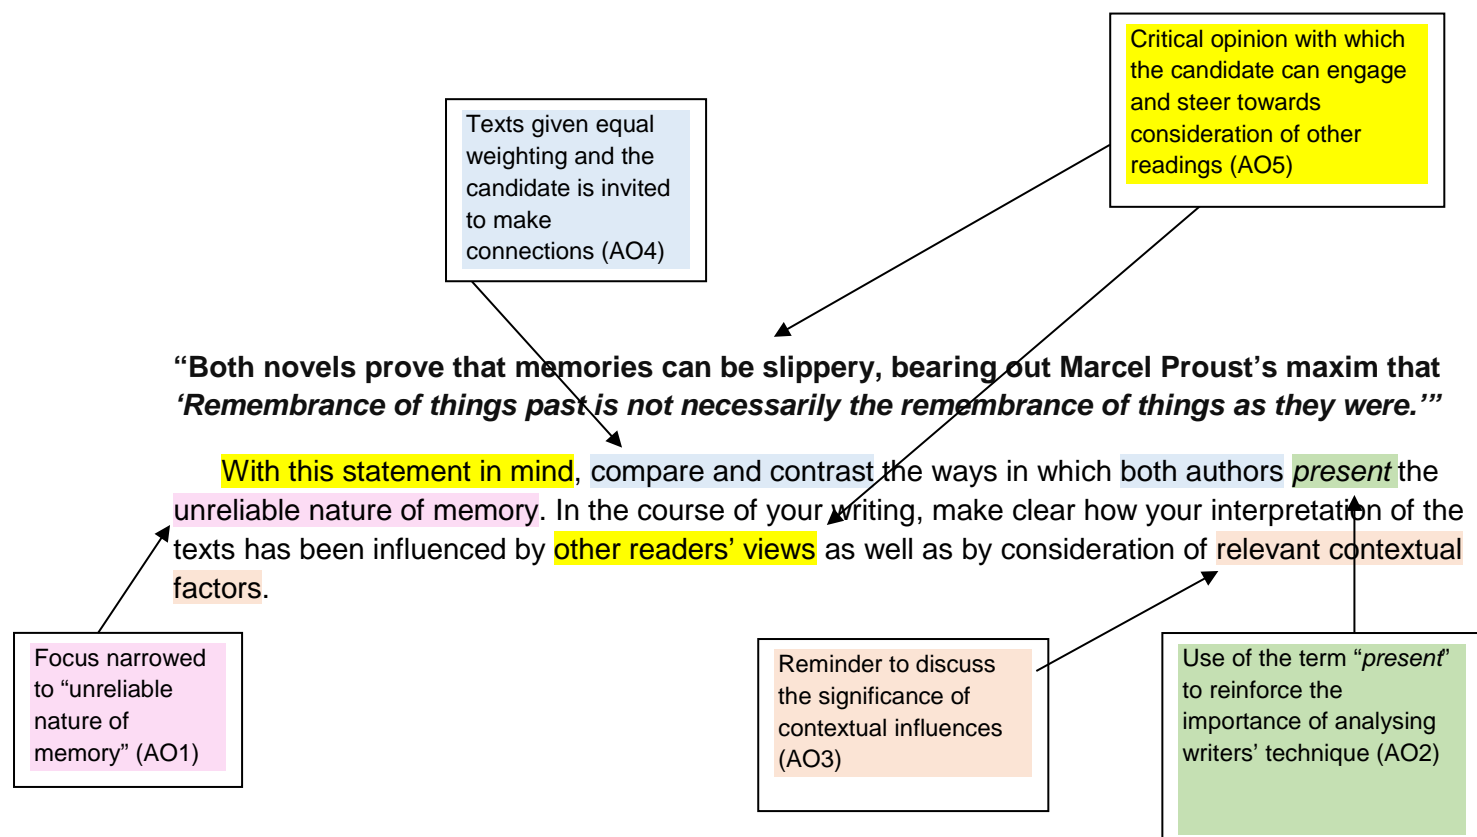 Critical opinion with which
the candidate can engage
and steer towards
consideration of other
readings (AO5)
Texts given equal
weighting and the
candidate is invited
to make
connections (AO4)
“Both novels prove that memories can be slippery, bearing out Marcel Proust’s maxim that
‘Remembrance of things past is not necessarily the remembrance of things as they were.’”
With this statement in mind, compare and contrast the ways in which both authors present the
unreliable nature of memory. In the course of your writing, make clear how your interpretation of the
texts has been influenced by other readers’ views as well as by consideration of relevant contextual
factors.
Focus narrowed
to “unreliable
nature of
memory” (AO1)
Reminder to discuss
the significance of
contextual influences
(AO3)
Use of the term “present”
to reinforce the
importance of analysing
writers’ technique (AO2)